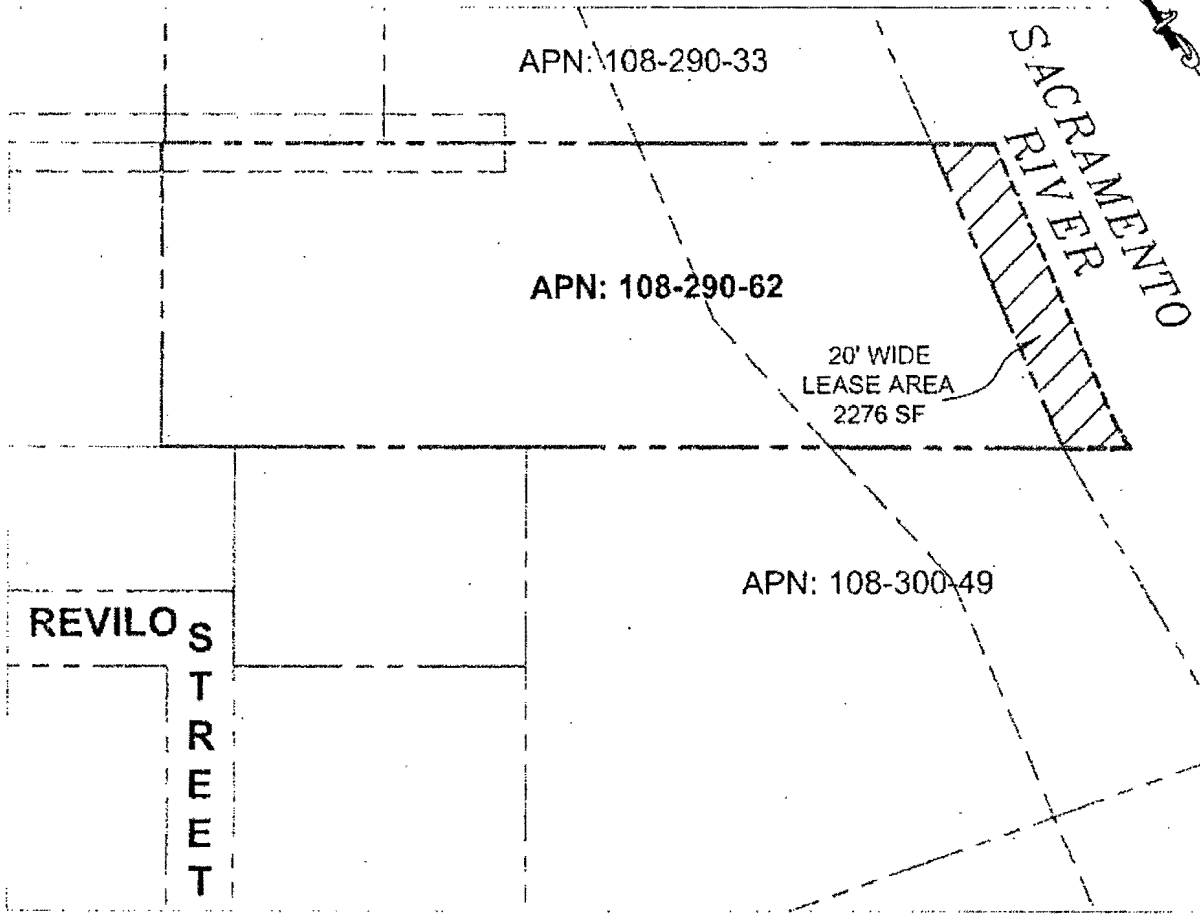 APN: 108-290-33
SACRAMENTO
RIVER
APN: 108-290-62
20' WIDE
LEASE AREA
2276 SF
APN: 108-300-49
REVILO
STREET